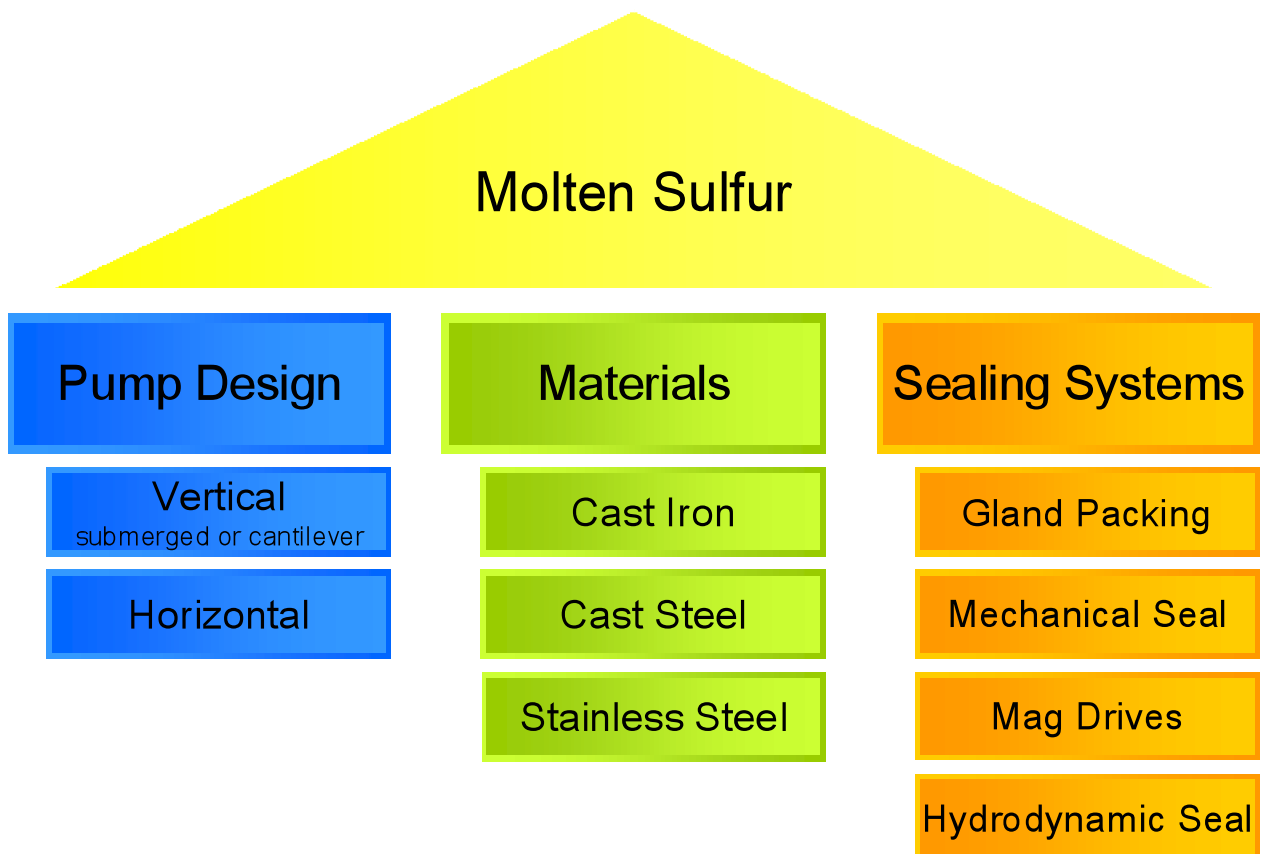 Molten Sulfur
Pump Design
Vertical
submerged or cantilever
Horizontal
Materials
Cast Iron
Cast Steel
Stainless Steel
Sealing Systems
Gland Packing
Mechanical Seal
Mag Drives
Hydrodynamic Seal